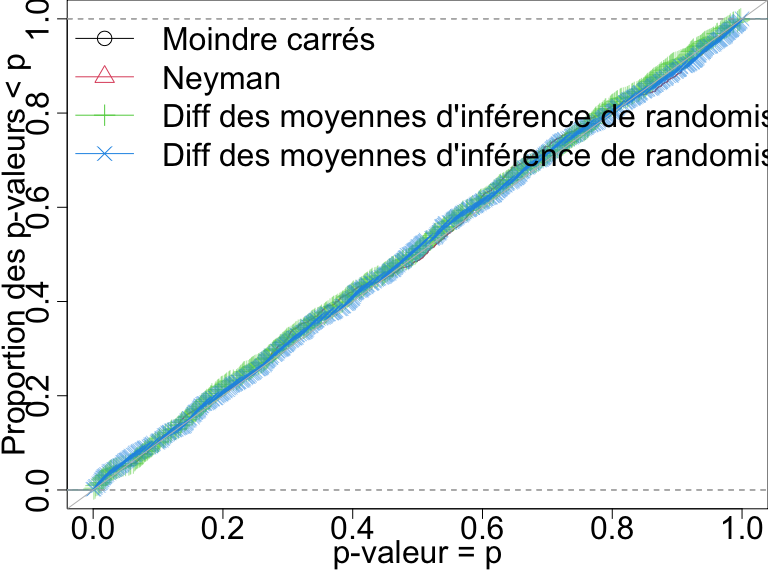 Moindre carrés
Neyman
Diff des moyennes d'inférence de randomis
Diff des moyennes d'inférence de randomis
Proportion des p-valeurs < p
0.0
0.2
0.4
0.6
0.8
1.0
0.0 0.2 0.4 0.6 0.8 1.0
p-valeur = p